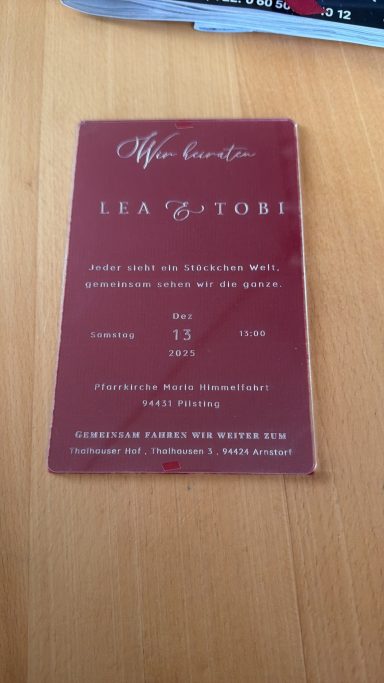 Wir heiraten
LEA & TOBI
Jeder sieht ein Stückchen Welt,
gemeinsam sehen wir die ganze.
Dez
Samstag 13 13:00
2025
Pfarrkirche Maria Himmelfahrt
94431 Pilsting
GEMEINSAM FAHREN WIR WEITER ZUM
Thalhauser Hof , Thalhausen 3 , 94424 Arnstorf